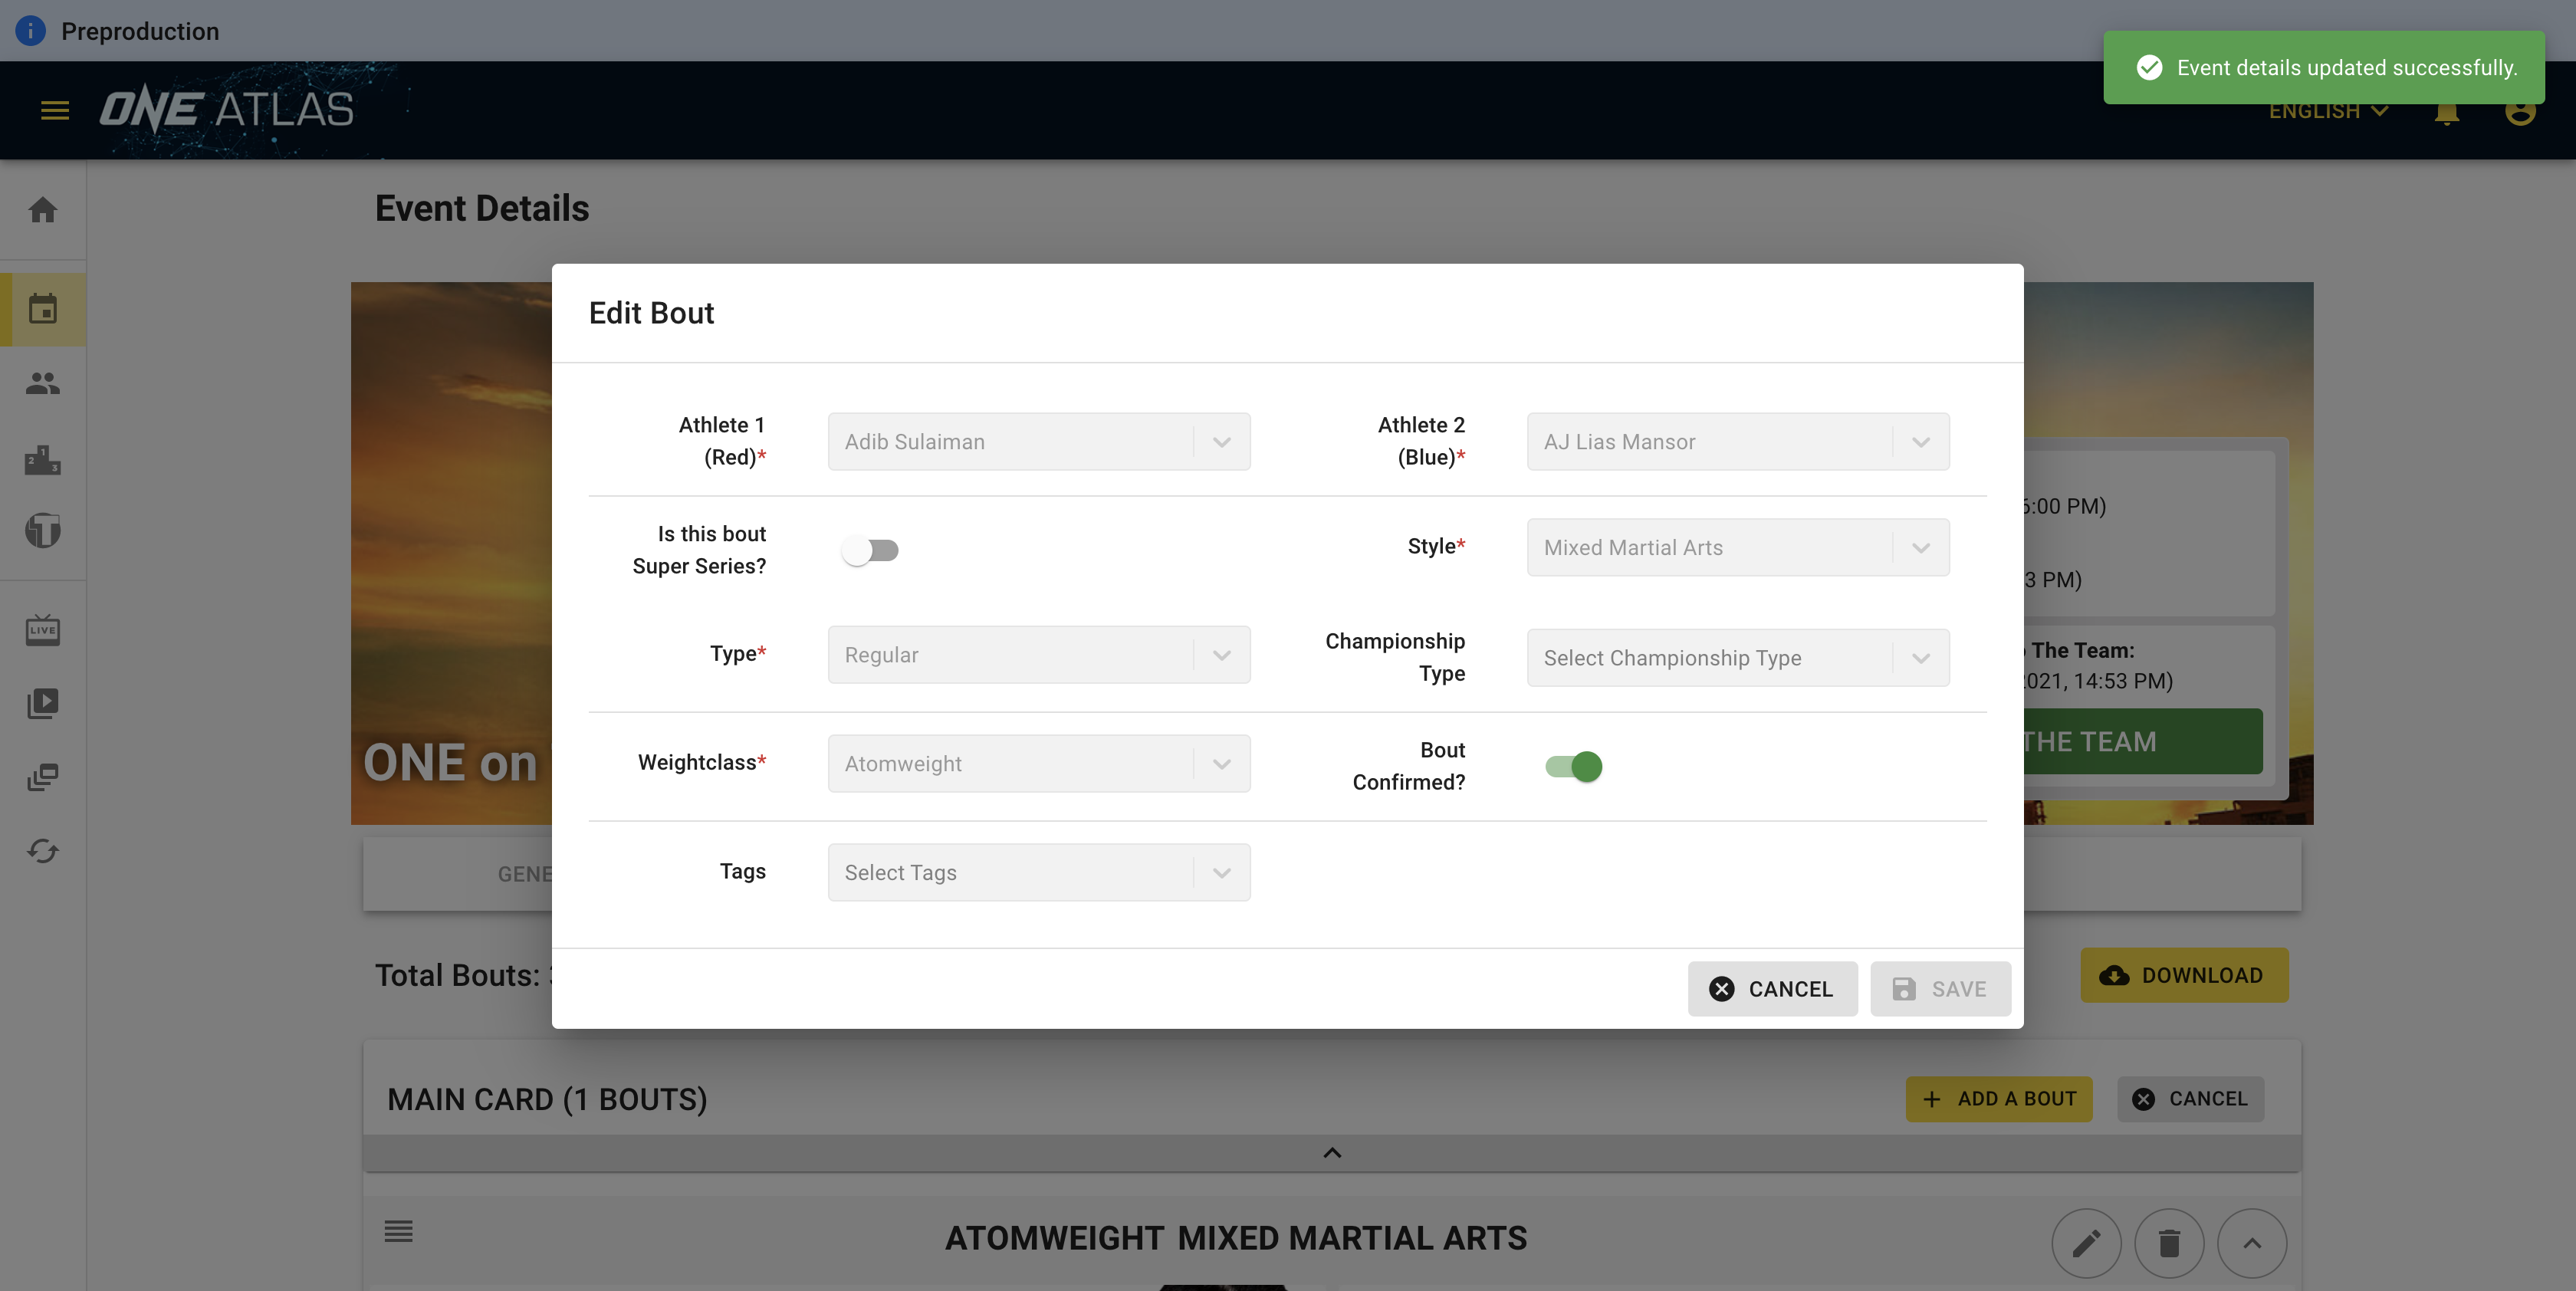 Preproduction
Event details updated successfully.
ONE ATLAS
ENGLISH
Event Details
Edit Bout
Athlete 1
(Red)*
Adib Sulaiman
Athlete 2
(Blue)*
AJ Lias Mansor
6:00 PM)
Is this bout
Super Series?
Style*
Mixed Martial Arts
3 PM)
Type*
Regular
Championship
Type
Select Championship Type
The Team:
2021, 14:53 PM)
THE TEAM
ONE on
Weightclass*
Atomweight
Bout
Confirmed?
LIVE
GENE
Tags
Select Tags
Total Bouts:
CANCEL
SAVE
DOWNLOAD
MAIN CARD (1 BOUTS)
ADD A BOUT
CANCEL
ATOMWEIGHT MIXED MARTIAL ARTS